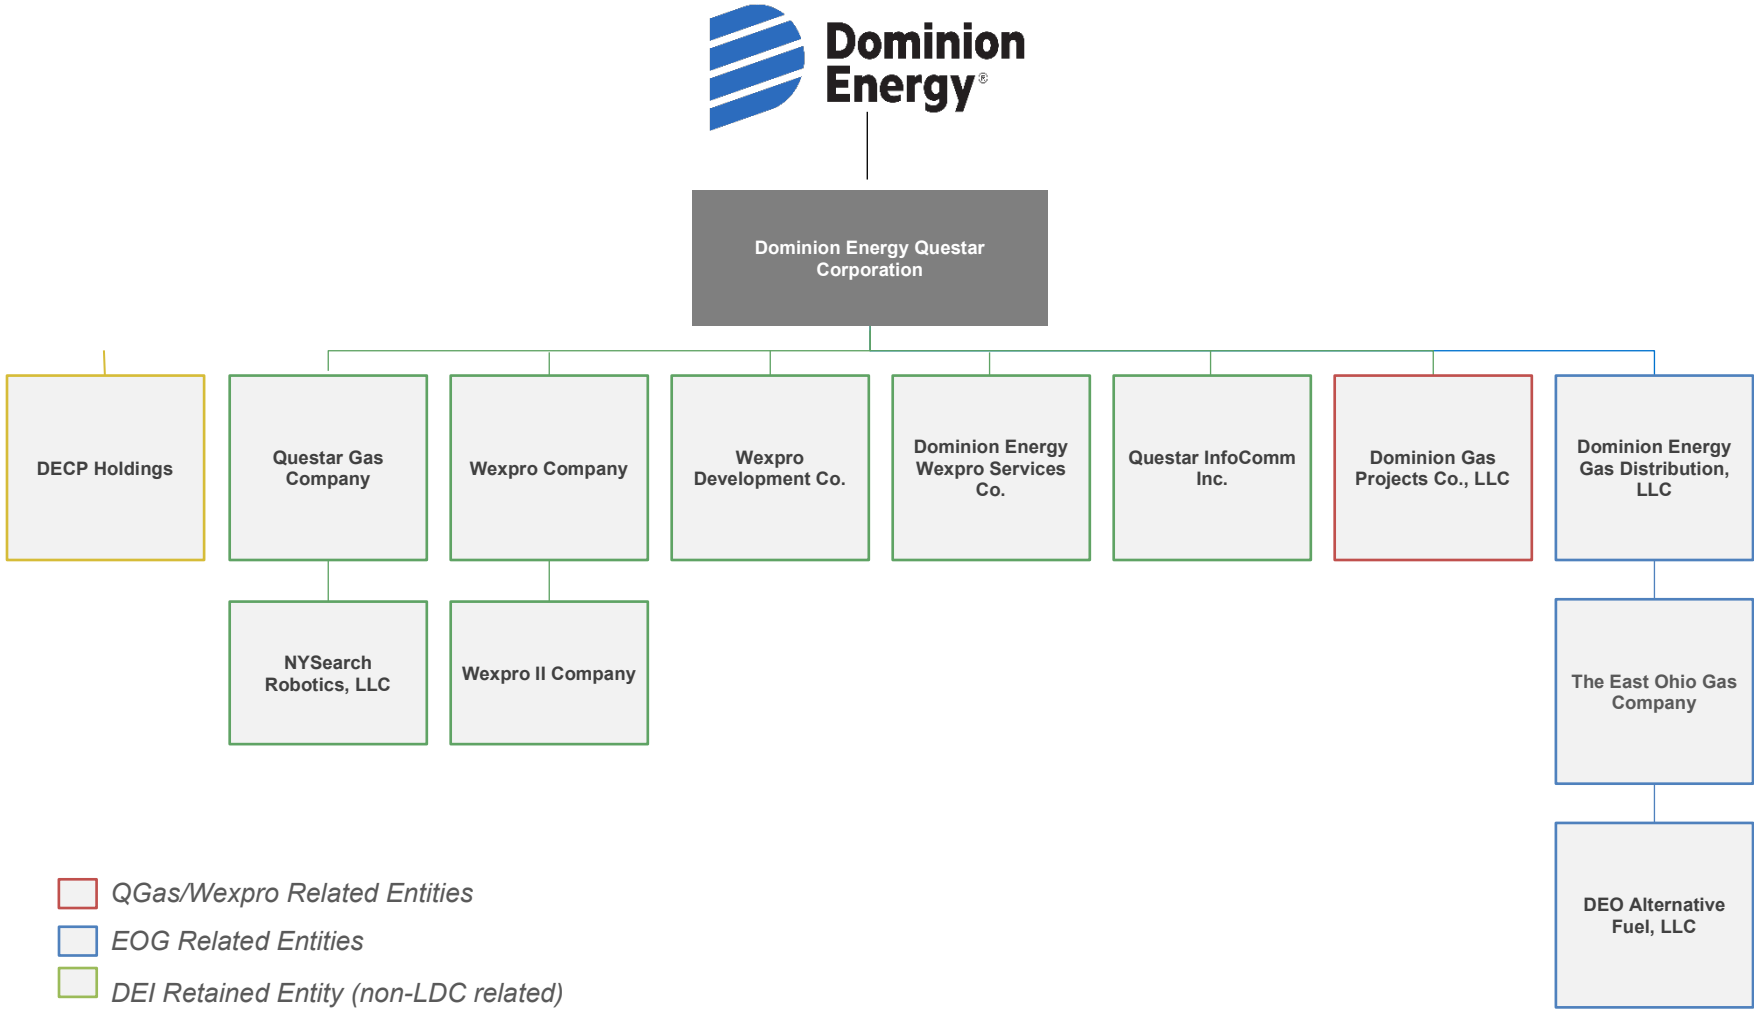 Dominion
Energy®
Dominion Energy Questar
Corporation
DECP Holdings
Questar Gas
Company
Wexpro Company
Wexpro
Development Co.
Dominion Energy
Wexpro Services
Co.
Questar InfoComm
Inc.
Dominion Gas
Projects Co., LLC
Dominion Energy
Gas Distribution,
LLC
NYSearch
Robotics, LLC
Wexpro II Company
The East Ohio Gas
Company
DEO Alternative
Fuel, LLC
QGas/Wexpro Related Entities
EOG Related Entities
DEI Retained Entity (non-LDC related)